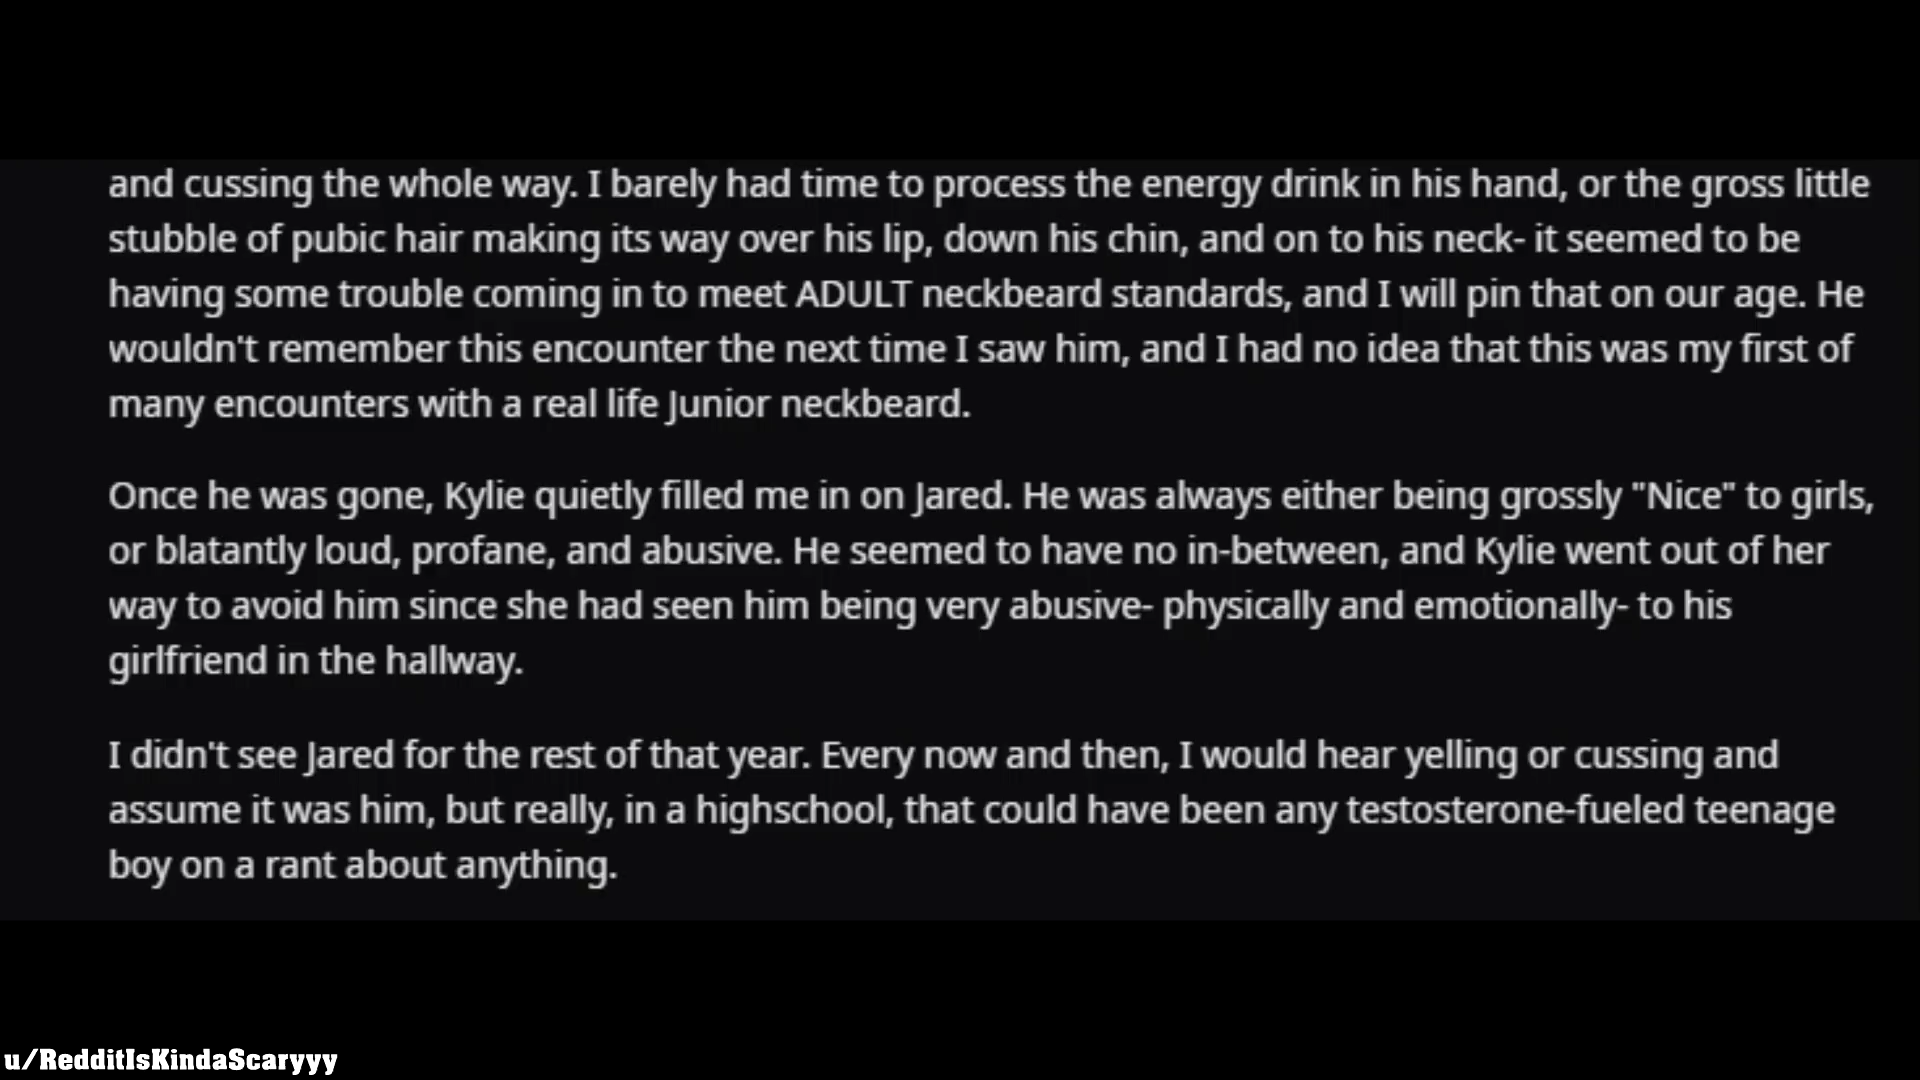 and cussing the whole way. I barely had time to process the energy drink in his hand, or the gross little
stubble of pubic hair making its way over his lip, down his chin, and on to his neck- it seemed to be
having some trouble coming in to meet ADULT neckbeard standards, and I will pin that on our age. He
wouldn't remember this encounter the next time I saw him, and I had no idea that this was my first of
many encounters with a real life Junior neckbeard.
Once he was gone, Kylie quietly filled me in on Jared. He was always either being grossly "Nice" to girls,
or blatantly loud, profane, and abusive. He seemed to have no in-between, and Kylie went out of her
way to avoid him since she had seen him being very abusive- physically and emotionally- to his
girlfriend in the hallway.
I didn't see Jared for the rest of that year. Every now and then, I would hear yelling or cussing and
assume it was him, but really, in a highschool, that could have been any testosterone-fueled teenage
boy on a rant about anything.
u/RedditIsKindaScaryyy